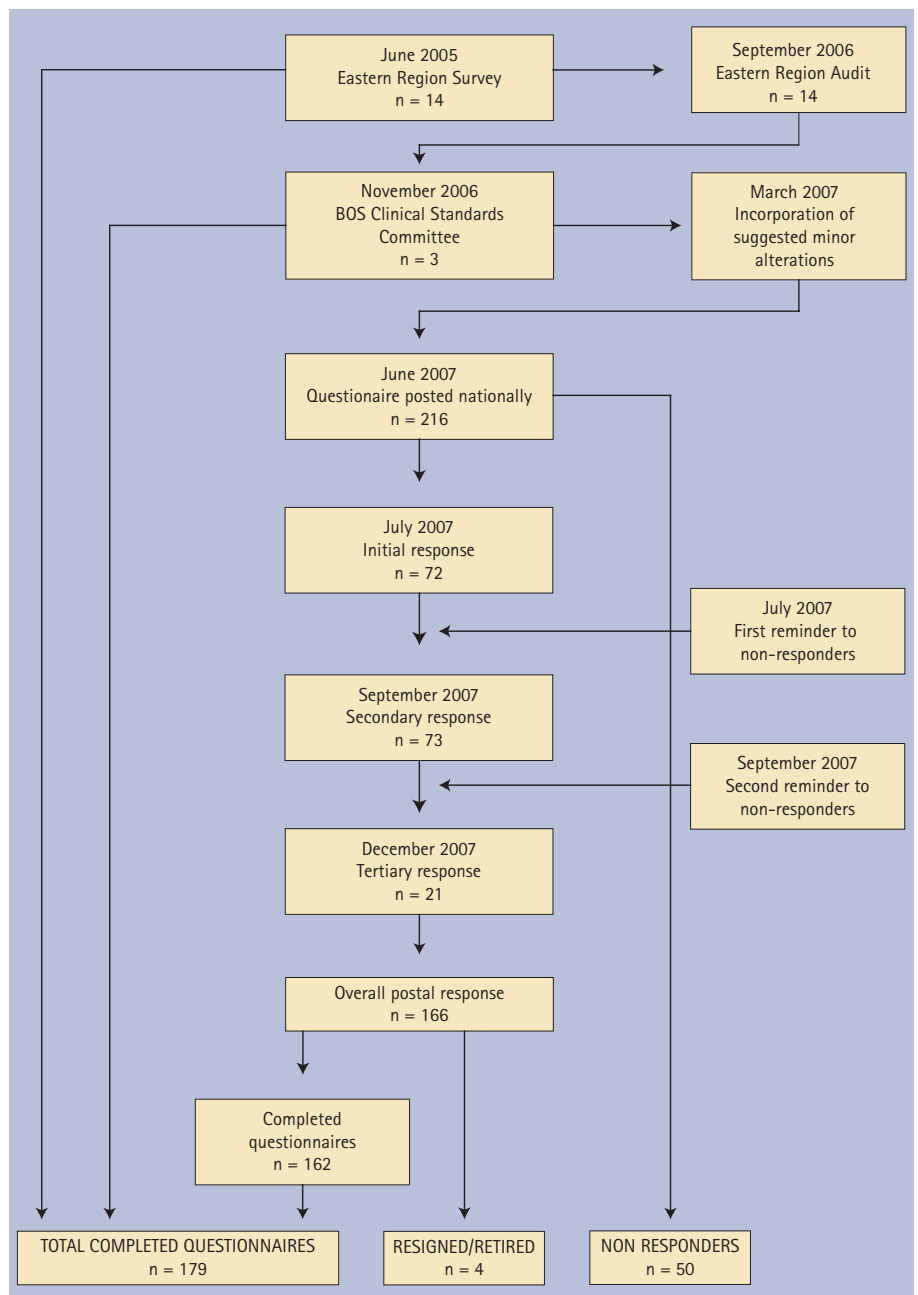 June 2005
Eastern Region Survey
n = 14
September 2006
Eastern Region Audit
n = 14
November 2006
BOS Clinical Standards
Committee
n = 3
March 2007
Incorporation of
suggested minor
alterations
June 2007
Questionaire posted nationally
n = 216
July 2007
Initial response
n = 72
July 2007
First reminder to
non-responders
September 2007
Secondary response
n = 73
September 2007
Second reminder to
non-responders
December 2007
Tertiary response
n = 21
Overall postal response
n = 166
Completed
questionnaires
n = 162
TOTAL COMPLETED QUESTIONNAIRES
n = 179
RESIGNED/RETIRED
n = 4
NON RESPONDERS
n = 50